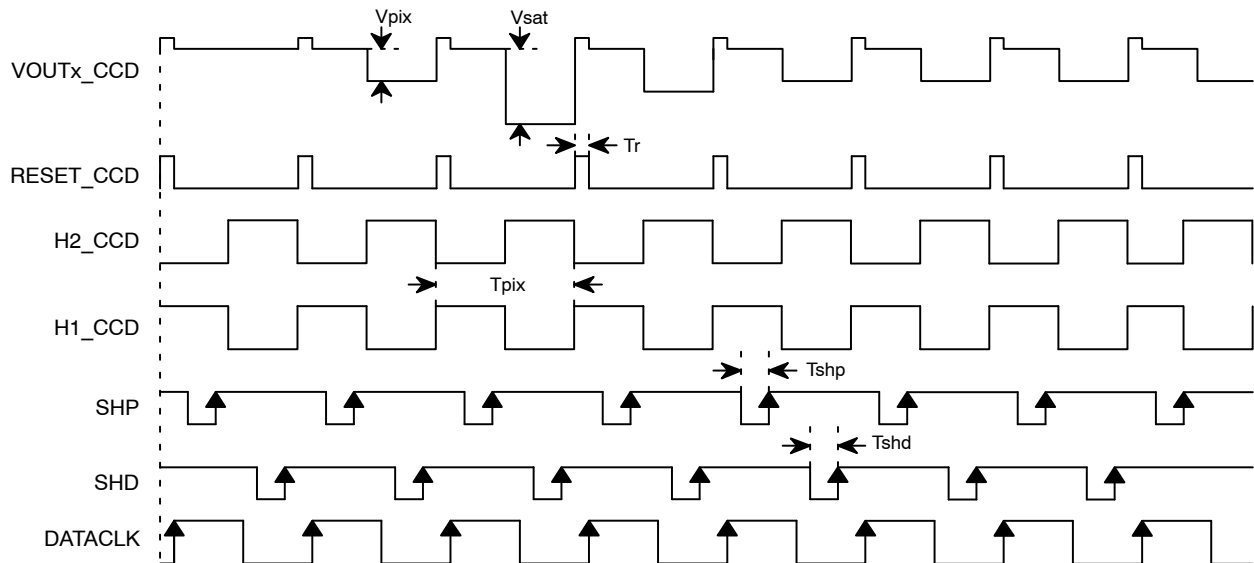 Vpix
Vsat
VOUTx_CCD
Tr
RESET_CCD
H2_CCD
Tpix
H1_CCD
Tshp
SHP
Tshd
SHD
DATACLK